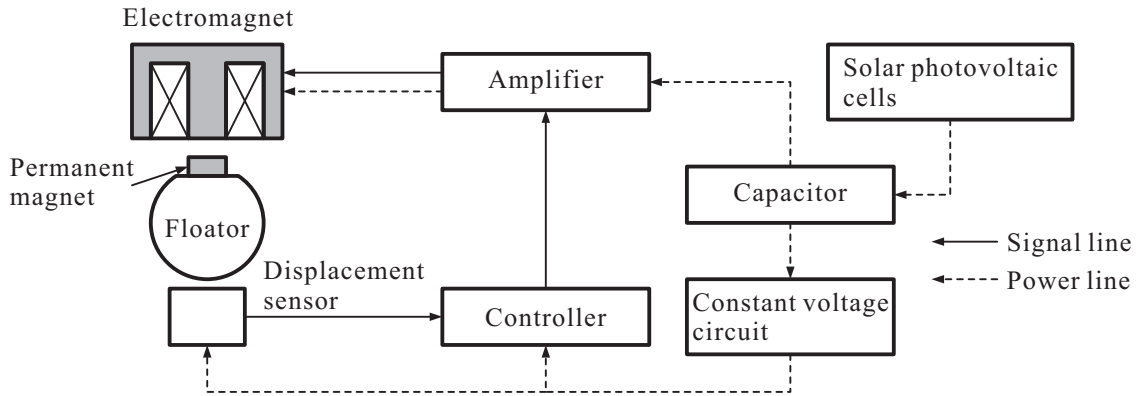 Electromagnet
Amplifier
Solar photovoltaic
cells
Permanent
magnet
Capacitor
Floator
Signal line
Displacement
sensor
Power line
Controller
Constant voltage
circuit